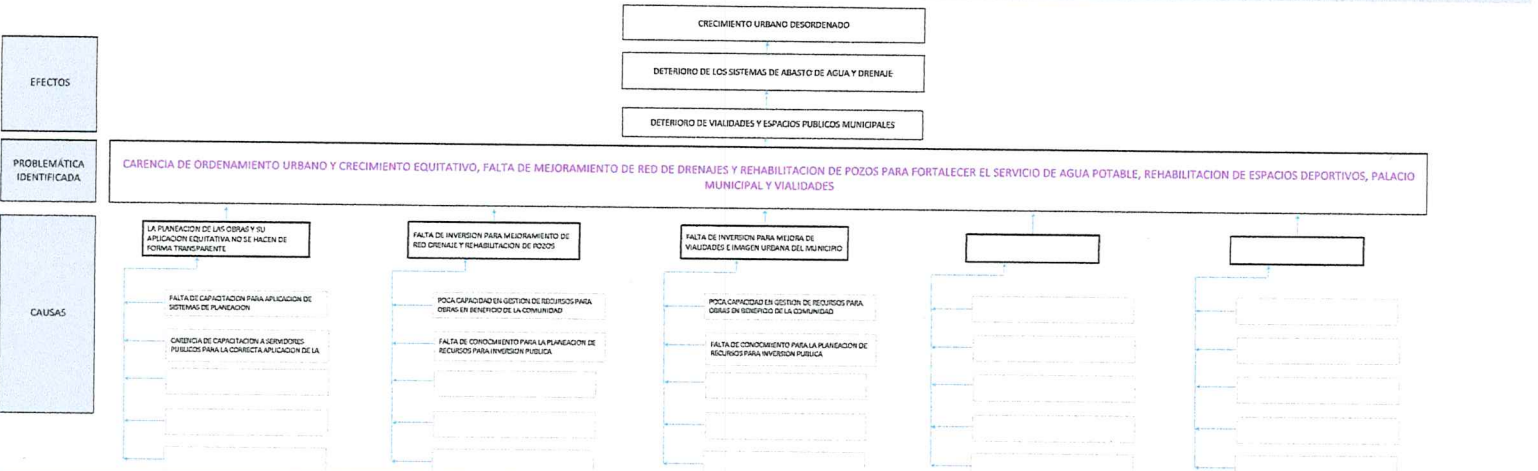 CRECIMIENTO URBANO DESORDENADO
EFECTOS
DETERIORO DE LOS SISTEMAS DE ABASTO DE AGUA Y DRENAJE
DETERIORO DE VIALIDADES Y ESPACIOS PUBLICOS MUNICIPALES
PROBLEMÁTICA
IDENTIFICADA
CARENCIA DE ORDENAMIENTO URBANO Y CRECIMIENTO EQUITATIVO, FALTA DE MEJORAMIENTO DE RED DE DRENAJES Y REHABILITACION DE POZOS PARA FORTALECER EL SERVICIO DE AGUA POTABLE, REHABILITACION DE ESPACIOS DEPORTIVOS, PALACIO
MUNICIPAL Y VIALIDADES
CAUSAS
LA PLANEACION DE LAS OBRAS Y SU
APLICACION EQUITATIVA NO SE HACEN DE
FORMA TRANSPARENTE
FALTA DE CAPACITACION PARA APLICACION DE
SISTEMAS DE PLANEACION
CARENCIA DE CAPACITACION A SERVIDORES
PUBLICOS PARA LA CORRECTA APLICACION DE LA
FALTA DE INVERSION PARA MEJORAMIENTO DE
RED DRENAJE Y REHABILITACION DE POZOS
POCA CAPACIDAD EN GESTION DE RECURSOS PARA
OBRAS EN BENEFICIO DE LA COMUNIDAD
FALTA DE CONOCIMIENTO PARA LA PLANEACION DE
RECURSOS PARA INVERSION PUBLICA
FALTA DE INVERSION PARA MEJORA DE
VIALIDADES E IMAGEN URBANA DEL MUNICIPIO
POCA CAPACIDAD EN GESTION DE RECURSOS PARA
OBRAS EN BENEFICIO DE LA COMUNIDAD
FALTA DE CONOCIMIENTO PARA LA PLANEACION DE
RECURSOS PARA INVERSION PUBLICA